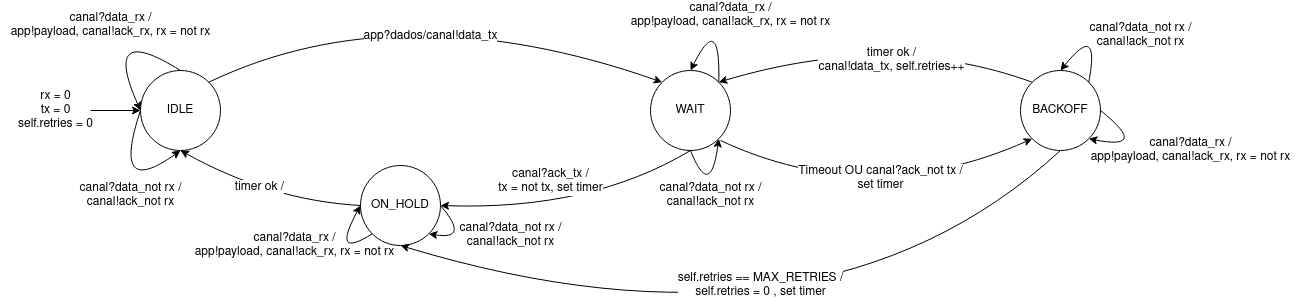 canal?data_rx /
app!payload, canal!ack_rx, rx = not rx
rx = 0
tx = 0
self.retries = 0
IDLE
canal?data_not rx /
canal!ack_not rx
app?dados/canal!data_tx
canal?data_rx /
app!payload, canal!ack_rx, rx = not rx
WAIT
canal?data_not rx /
canal!ack_not rx
timer ok /
canal!data_tx, self.retries++
canal?data_not rx /
canal!ack_not rx
BACKOFF
canal?data_rx /
app!payload, canal!ack_rx, rx = not rx
Timeout OU canal?ack_not tx /
set timer
canal?ack_tx /
tx = not tx, set timer
timer ok /
ON_HOLD
canal?data_rx /
app!payload, canal!ack_rx, rx = not rx
canal?data_not rx /
canal!ack_not rx
self.retries == MAX_RETRIES /
self.retries = 0 , set timer